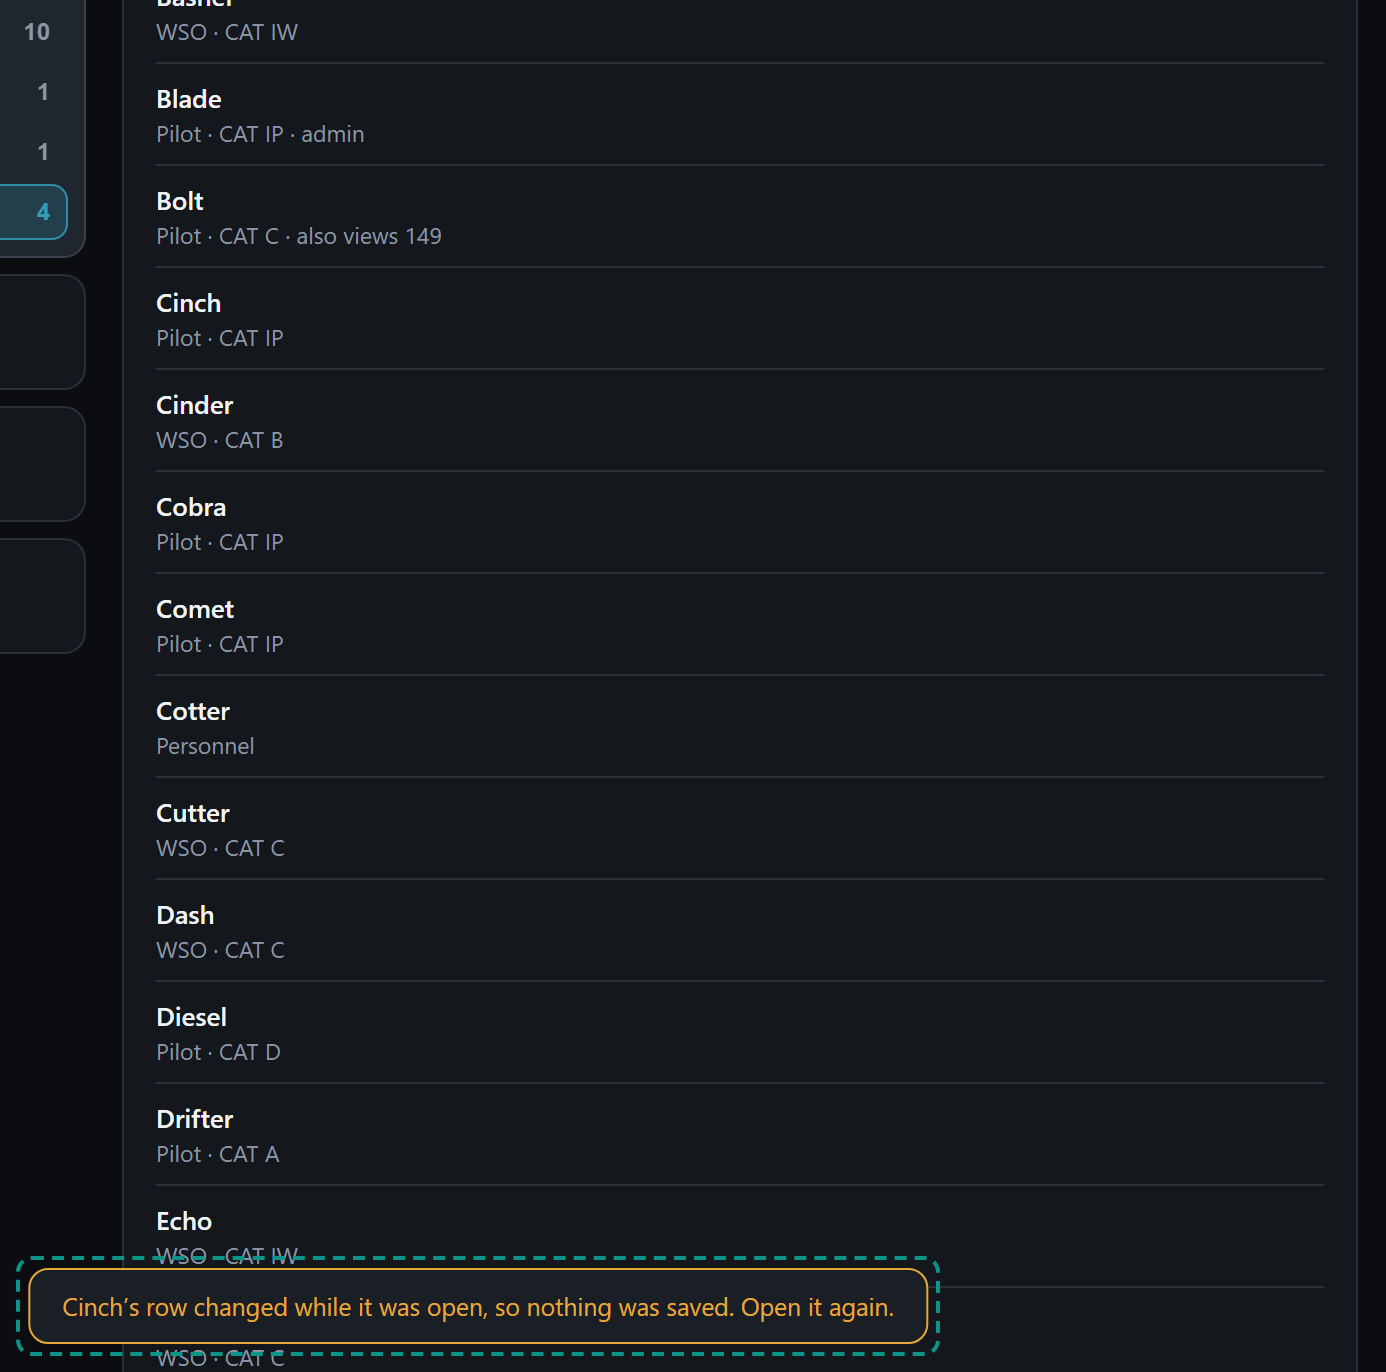 10
1
1
4
Basher
WSO · CAT IW
Blade
Pilot · CAT IP · admin
Bolt
Pilot · CAT C · also views 149
Cinch
Pilot · CAT IP
Cinder
WSO · CAT B
Cobra
Pilot · CAT IP
Comet
Pilot · CAT IP
Cotter
Personnel
Cutter
WSO · CAT C
Dash
WSO · CAT C
Diesel
Pilot · CAT D
Drifter
Pilot · CAT A
Echo
WSO · CAT IW
Cinch’s row changed while it was open, so nothing was saved. Open it again.
WSO · CAT C